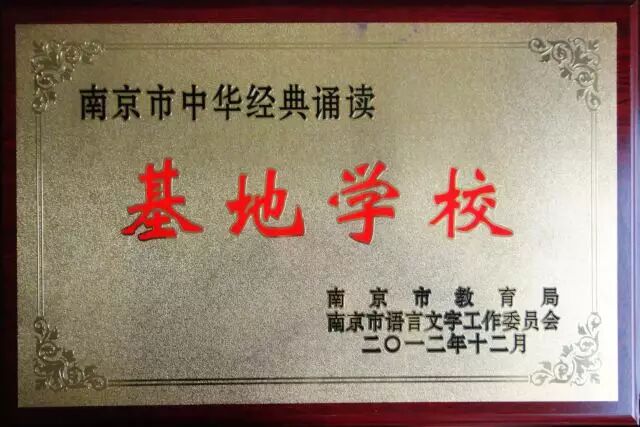 南京市中华经典诵读
基地学校
南京市教育局
南京市语言文字工作委员会
二〇一二年十二月